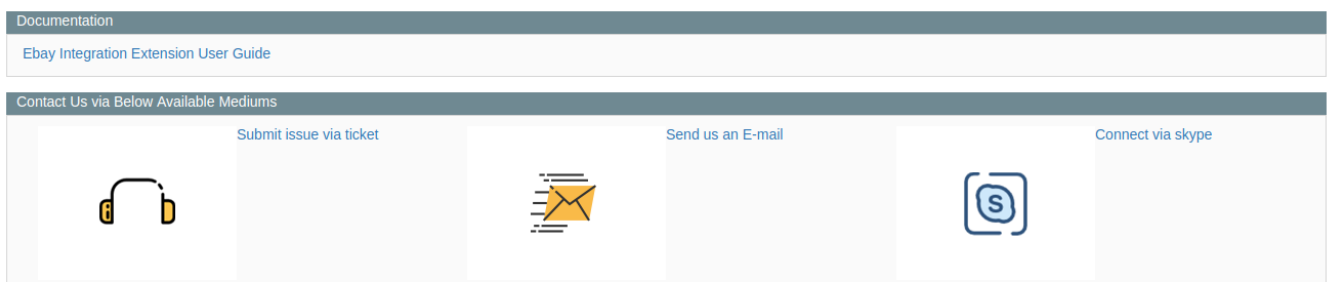 Documentation
Ebay Integration Extension User Guide
Contact Us via Below Available Mediums
Submit issue via ticket
Send us an E-mail
Connect via skype
S